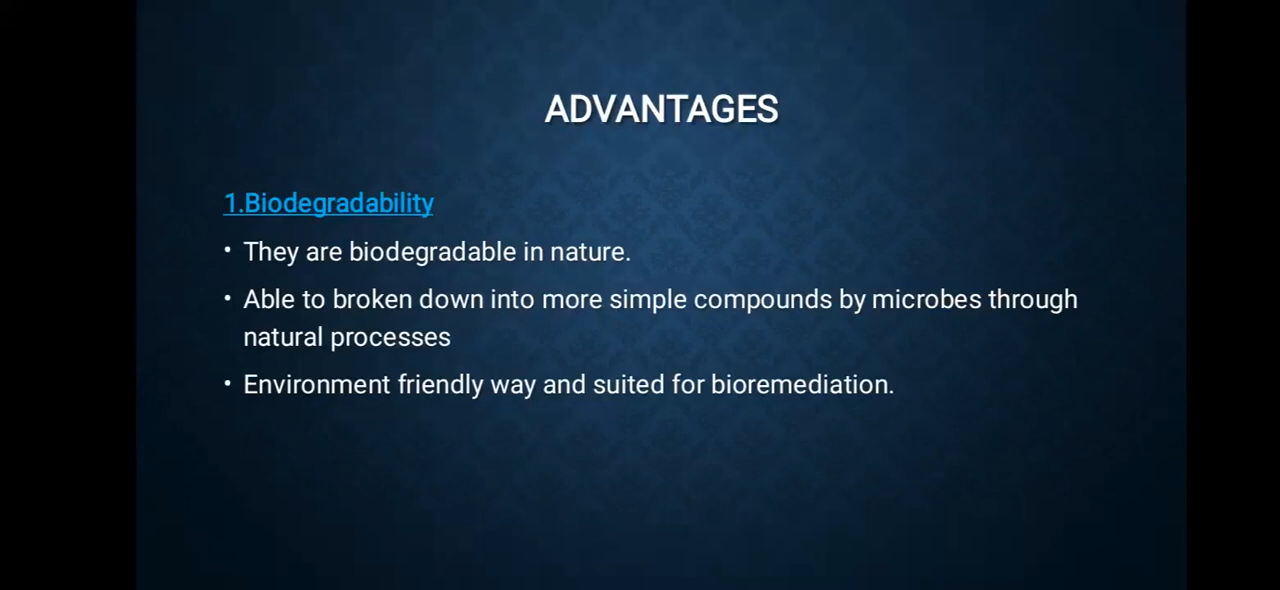 ADVANTAGES
1.Biodegradability
• They are biodegradable in nature.
• Able to broken down into more simple compounds by microbes through
natural processes
• Environment friendly way and suited for bioremediation.